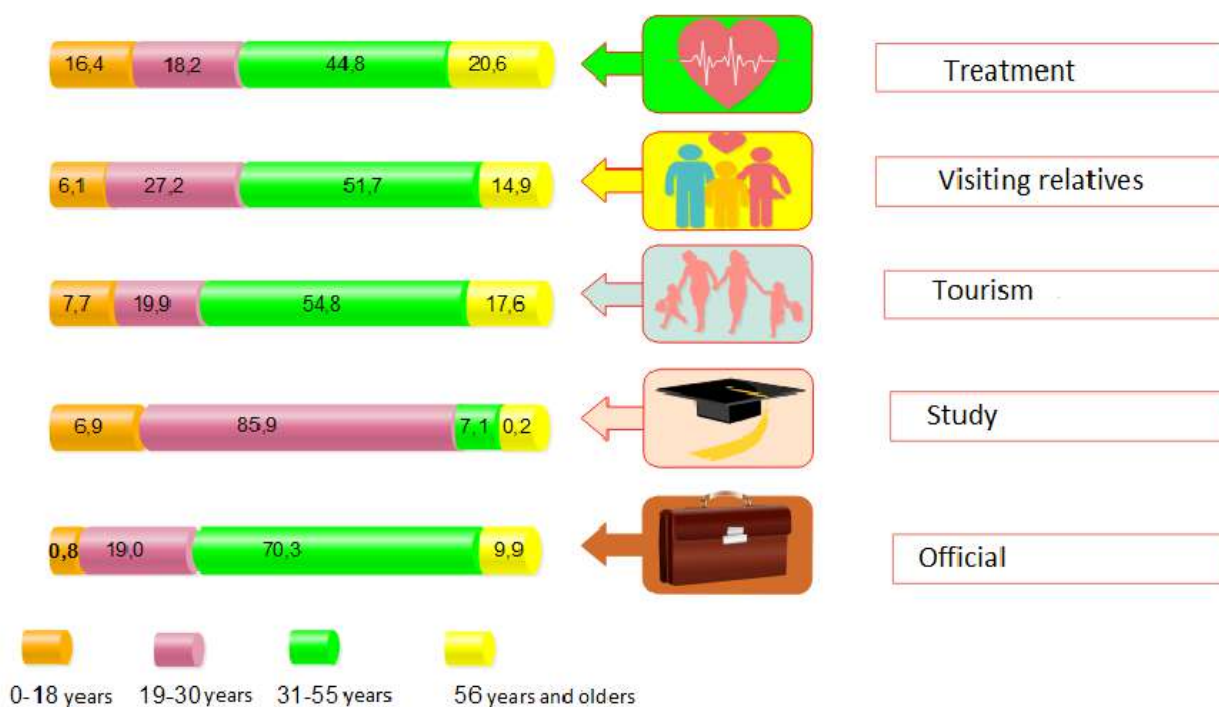 16,4 18,2 44,8 20,6 Treatment
6,1 27,2 51,7 14,9 Visiting relatives
7,7 19,9 54,8 17,6 Tourism
6,9 85,9 7,1 0,2 Study
0,8 19,0 70,3 9,9 Official
0-18 years 19-30 years 31-55 years 56 years and olders